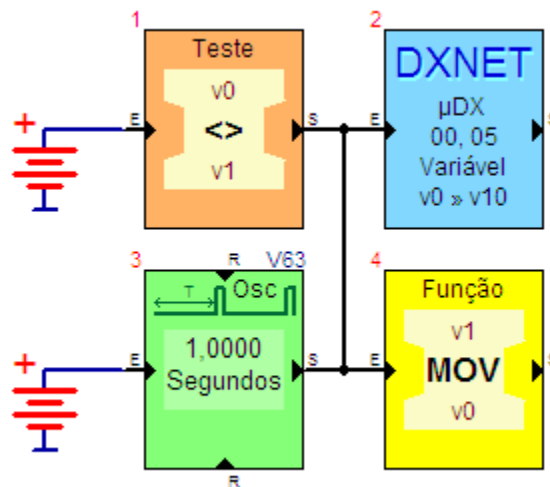 1
Teste
v0
<>
v1
+
E
S
2
DXNET
µDX
00, 05
Variável
v0 » v10
E
S
3
R
V63
T
Osc
1,0000
Segundos
+
E
S
R
4
Função
v1
MOV
v0
E
S